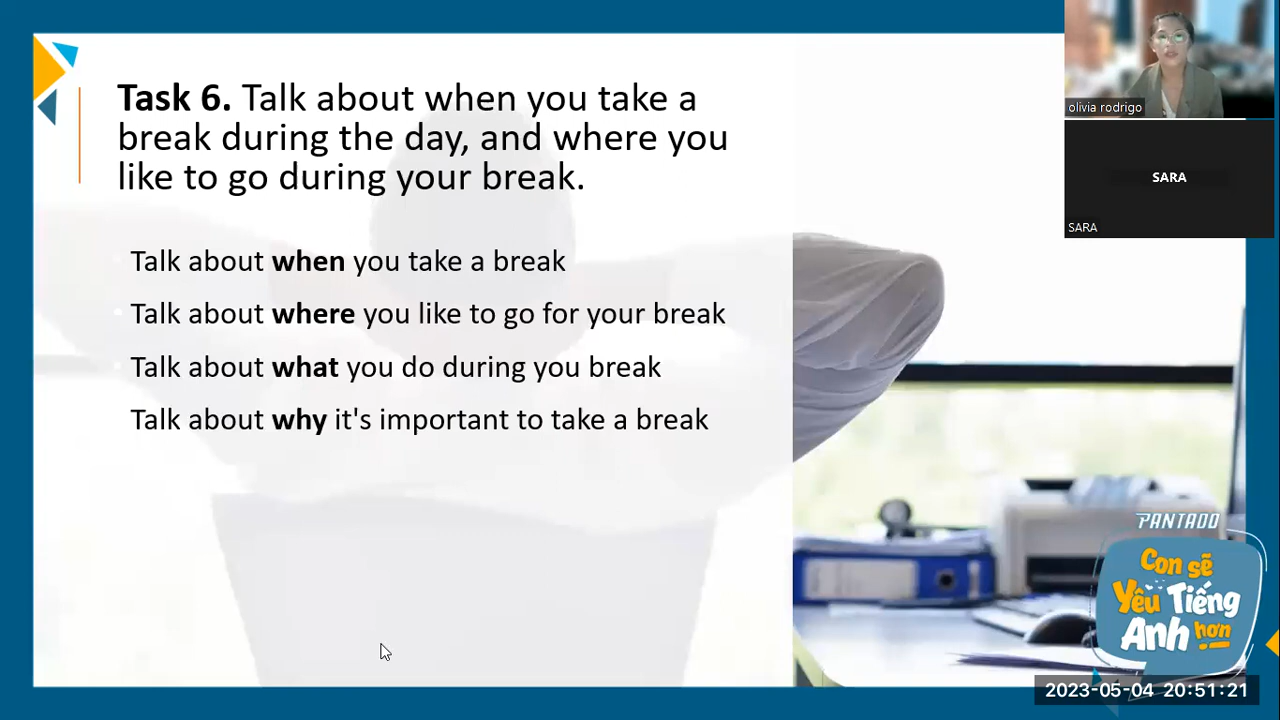 Task 6. Talk about when you take a
break during the day, and where you
like to go during your break.
Talk about when you take a break
Talk about where you like to go for your break
Talk about what you do during you break
Talk about why it's important to take a break
olivia rodrigo
SARA
SARA
PANTADO
Con sẽ
Yêu Tiếng
Anh hơn
2023-05-04 20:51:21